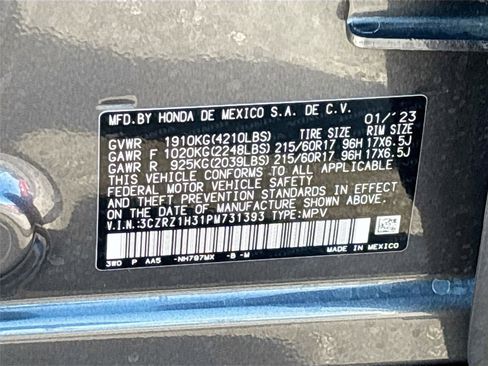 MFD.BY HONDA DE MEXICO S.A. DE C.V. 01/'23
GVWR 1910KG(4210LBS) TIRE SIZE RIM SIZE
GAWR F 1020KG(2248LBS) 215/60R17 96H 17X6.5J
GAWR R 925KG(2039LBS) 215/60R17 96H 17X6.5J
THIS VEHICLE CONFORMS TO ALL APPLICABLE
FEDERAL MOTOR VEHICLE SAFETY
AND THEFT PREVENTION STANDARDS IN EFFECT
ON THE DATE OF MANUFACTURE SHOWN ABOVE.
V.I.N.:3CZRZ1H31PM731393 TYPE:MPV
3WD P AA5 -NH797MX -B -M MADE IN MEXICO